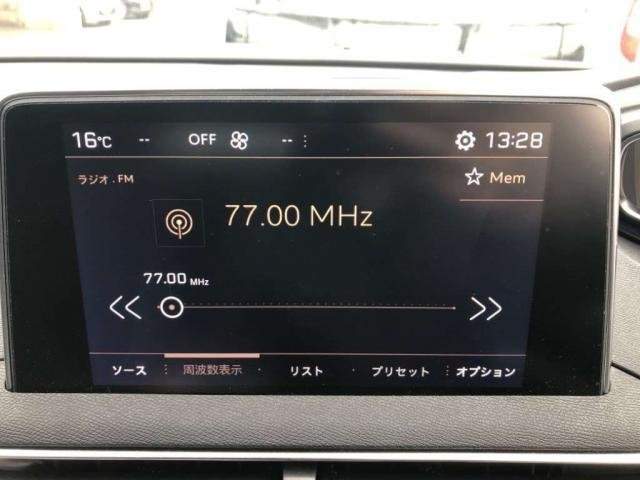 16°C -- OFF -- 13:28
ラジオ . FM Mem
77.00 MHz
77.00 MHz
ソース 周波数表示 リスト プリセット オプション